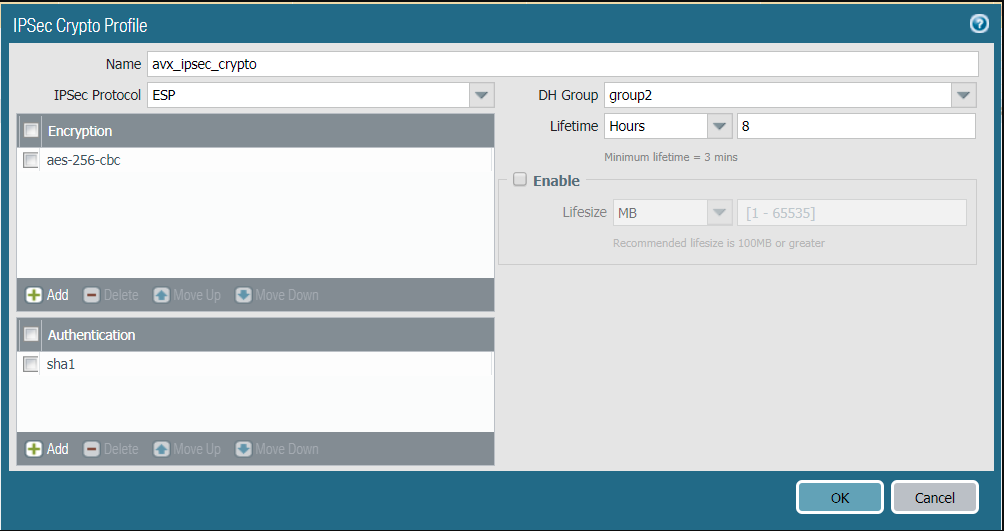 IPSec Crypto Profile
?
Name avx_ipsec_crypto
IPSec Protocol ESP
DH Group group2
Encryption
Lifetime Hours 8
aes-256-cbc
Minimum lifetime = 3 mins
Enable
Lifesize MB [1 - 65535]
Recommended lifesize is 100MB or greater
Add Delete Move Up Move Down
Authentication
sha1
Add Delete Move Up Move Down
OK Cancel